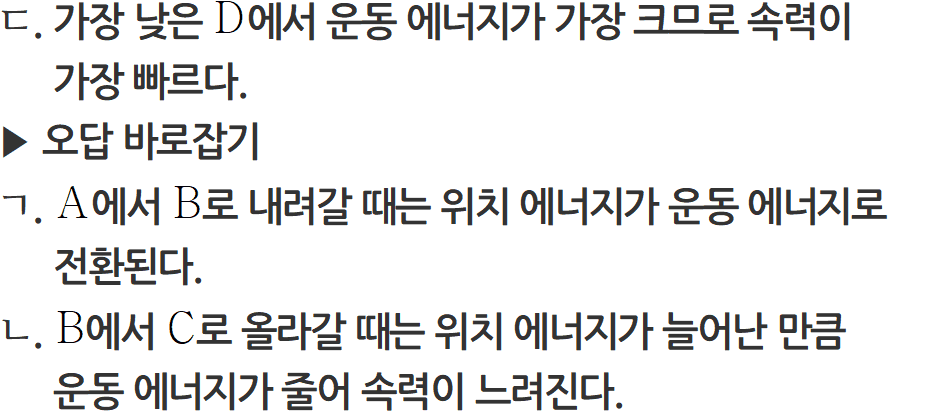 ㄷ. 가장 낮은 D에서 운동 에너지가 가장 크므로 속력이
가장 빠르다.
▶ 오답 바로잡기
ㄱ. A에서 B로 내려갈 때는 위치 에너지가 운동 에너지로
전환된다.
ㄴ. B에서 C로 올라갈 때는 위치 에너지가 늘어난 만큼
운동 에너지가 줄어 속력이 느려진다.